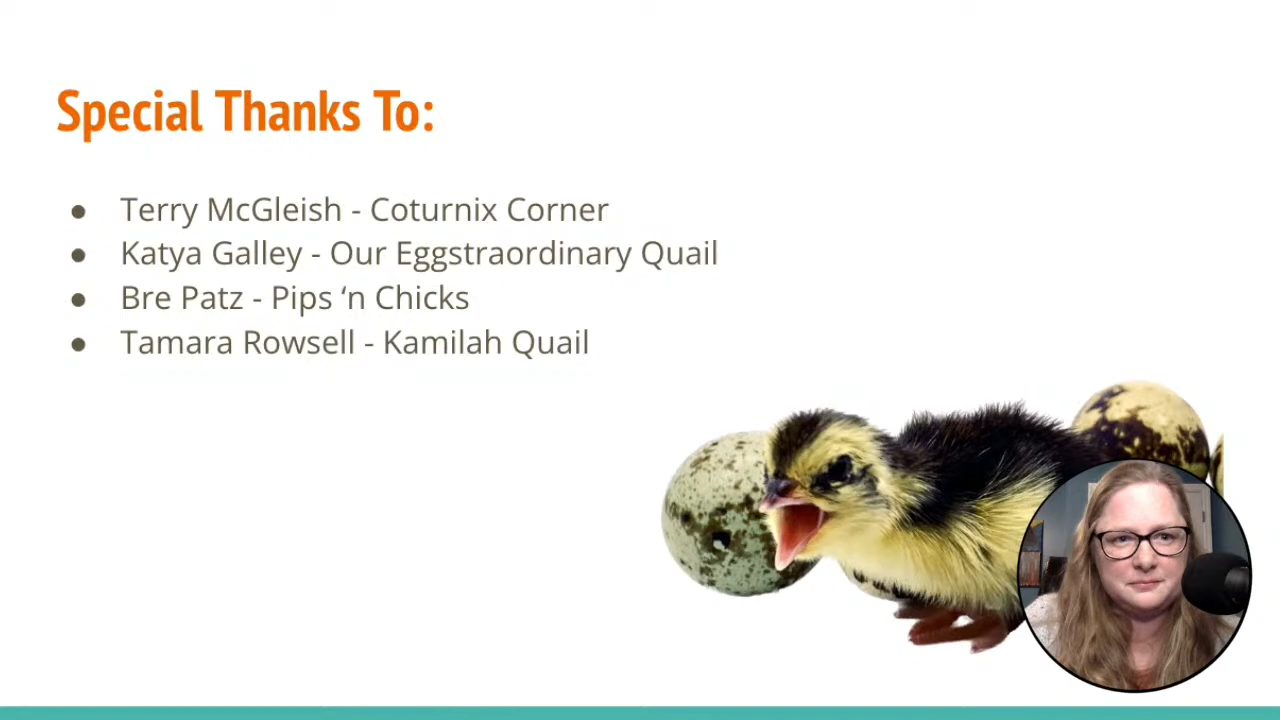 Special Thanks To:
● Terry McGleish - Coturnix Corner
● Katya Galley - Our Eggstraordinary Quail
● Bre Patz - Pips ‘n Chicks
● Tamara Rowsell - Kamilah Quail